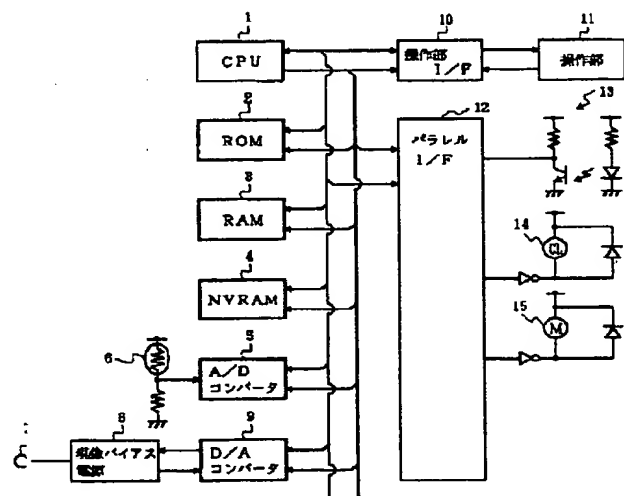 1
CPU
10
操作部
I/F
11
操作部
2
ROM
12
パラレル
I/F
13
3
RAM
14
CL
4
NVRAM
15
M
5
A/D
コンバータ
6
8
現像バイアス
電源
9
D/A
コンバータ